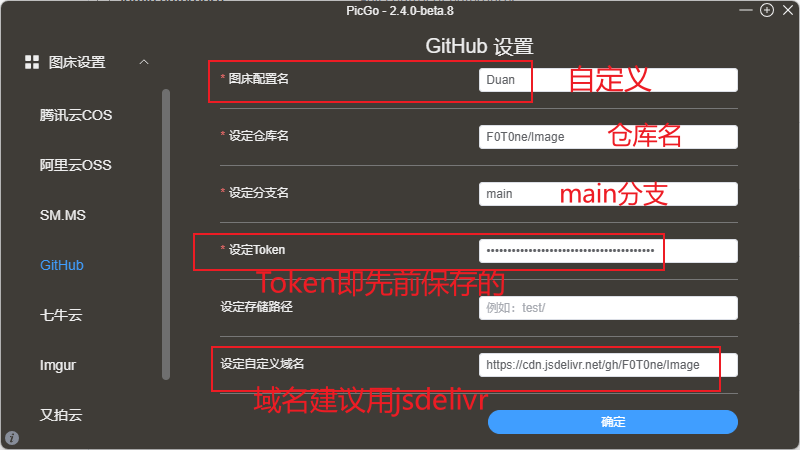 PicGo - 2.4.0-beta.8
图床设置
腾讯云COS
阿里云OSS
SM.MS
GitHub
七牛云
Imgur
又拍云
GitHub 设置
* 图床配置名
Duan
自定义
* 设定仓库名
F0T0ne/Image
仓库名
* 设定分支名
main
main分支
* 设定Token
Token即先前保存的
设定存储路径
例如：test/
设定自定义域名
https://cdn.jsdelivr.net/gh/F0T0ne/Image
域名建议用jsdelivr
确定